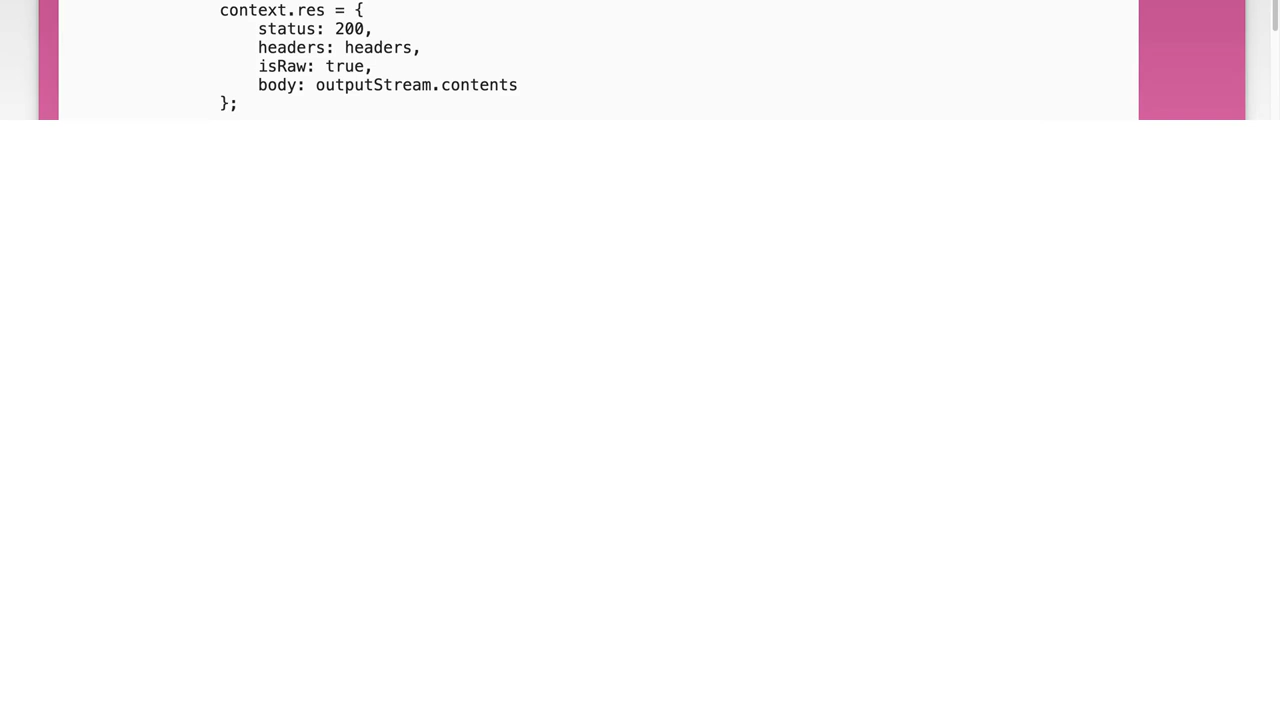 context.res = {
    status: 200,
    headers: headers,
    isRaw: true,
    body: outputStream.contents
};